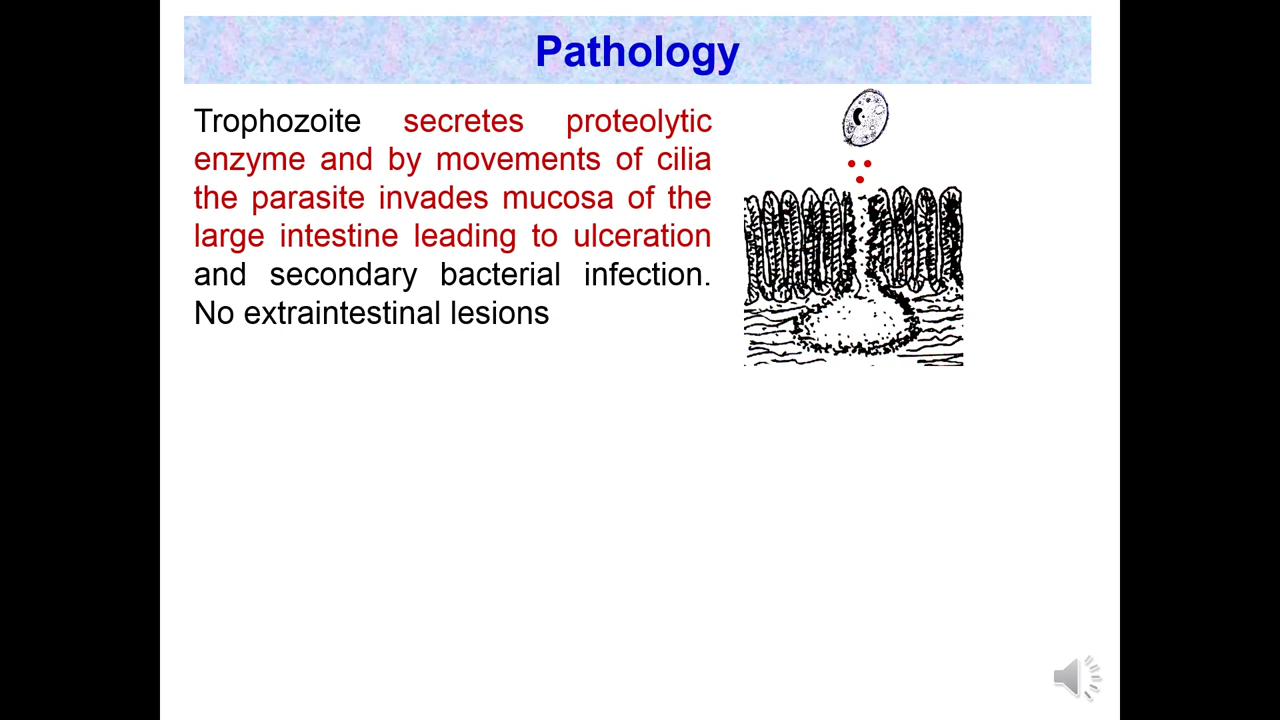 Pathology
Trophozoite secretes proteolytic
enzyme and by movements of cilia
the parasite invades mucosa of the
large intestine leading to ulceration
and secondary bacterial infection.
No extraintestinal lesions